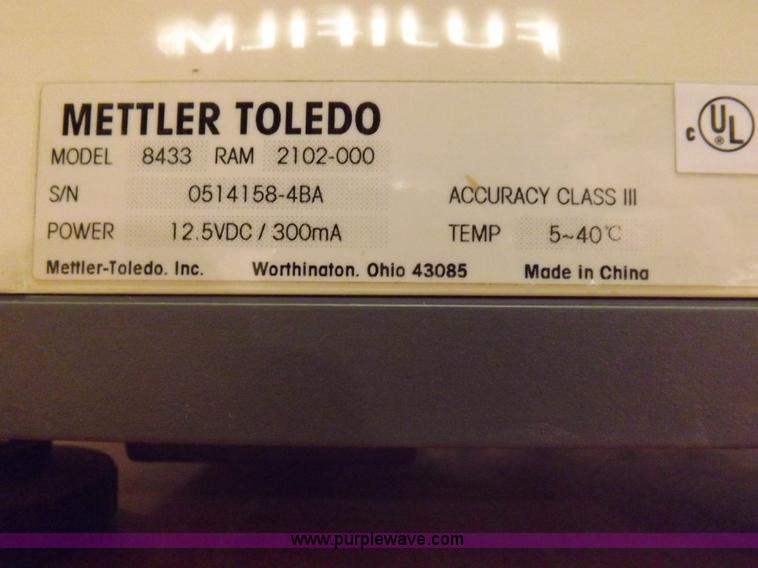 METTLER TOLEDO
MODEL 8433 RAM 2102-000
S/N 0514158-4BA ACCURACY CLASS III
POWER 12.5VDC / 300mA TEMP 5~40℃
Mettler-Toledo. Inc. Worthinaton. Ohio 43085 Made in China
c UL ®
www.purplewave.com